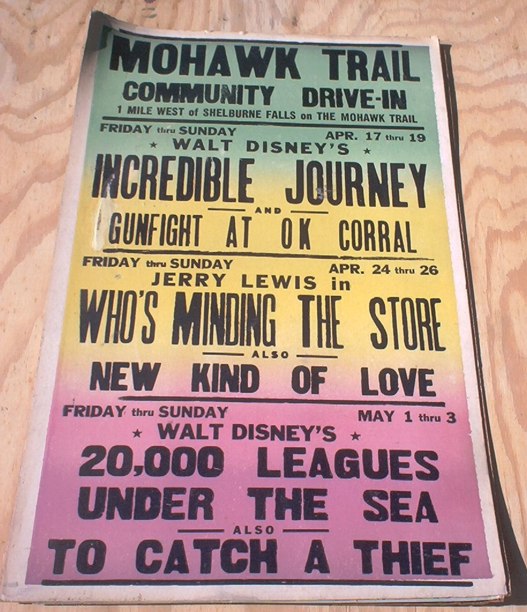 MOHAWK TRAIL
COMMUNITY DRIVE-IN
1 MILE WEST of SHELBURNE FALLS on THE MOHAWK TRAIL
FRIDAY thru SUNDAY APR. 17 thru 19
★ WALT DISNEY'S ★
INCREDIBLE JOURNEY
AND
GUNFIGHT AT OK CORRAL
FRIDAY thru SUNDAY APR. 24 thru 26
JERRY LEWIS in
WHO'S MINDING THE STORE
ALSO
NEW KIND OF LOVE
FRIDAY thru SUNDAY MAY 1 thru 3
★ WALT DISNEY'S ★
20,000 LEAGUES
UNDER THE SEA
ALSO
TO CATCH A THIEF